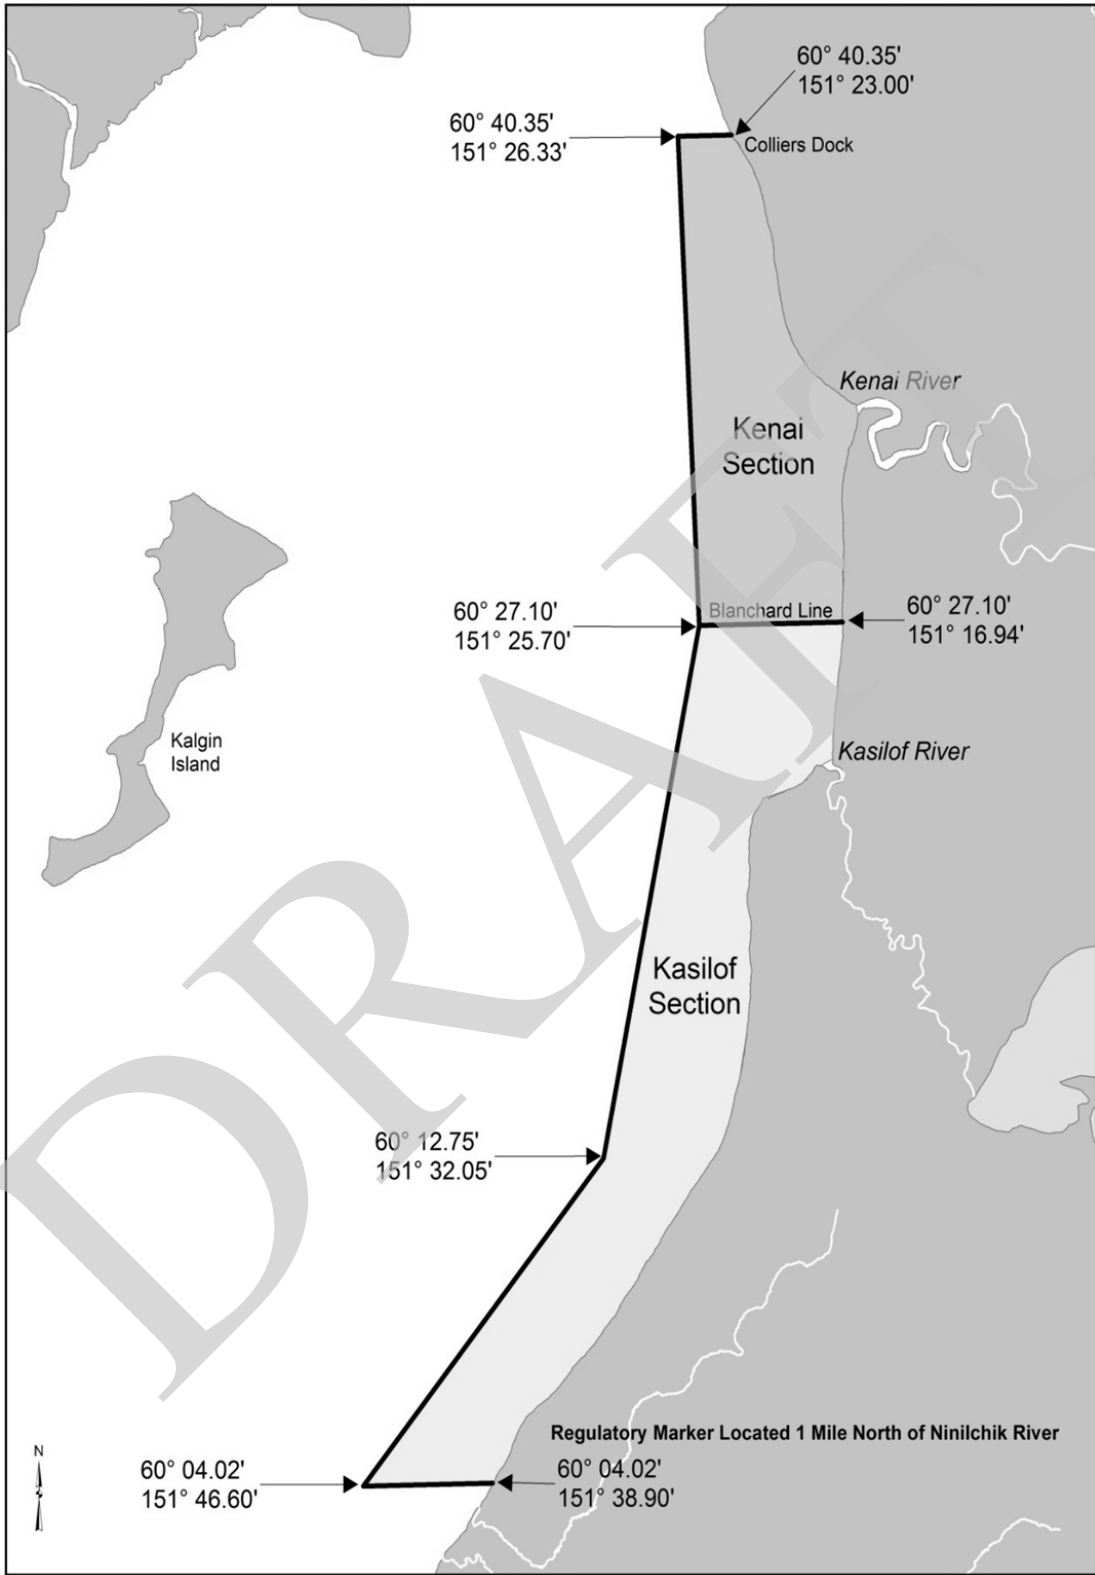 60° 40.35'
151° 23.00'
60° 40.35'
151° 26.33'
Colliers Dock
Kenai River
Kenai
Section
60° 27.10'
151° 25.70'
Blanchard Line
60° 27.10'
151° 16.94'
Kalgin
Island
Kasilof River
Kasilof
Section
60° 12.75'
151° 32.05'
Regulatory Marker Located 1 Mile North of Ninilchik River
60° 04.02'
151° 46.60'
60° 04.02'
151° 38.90'
N
DRAFT